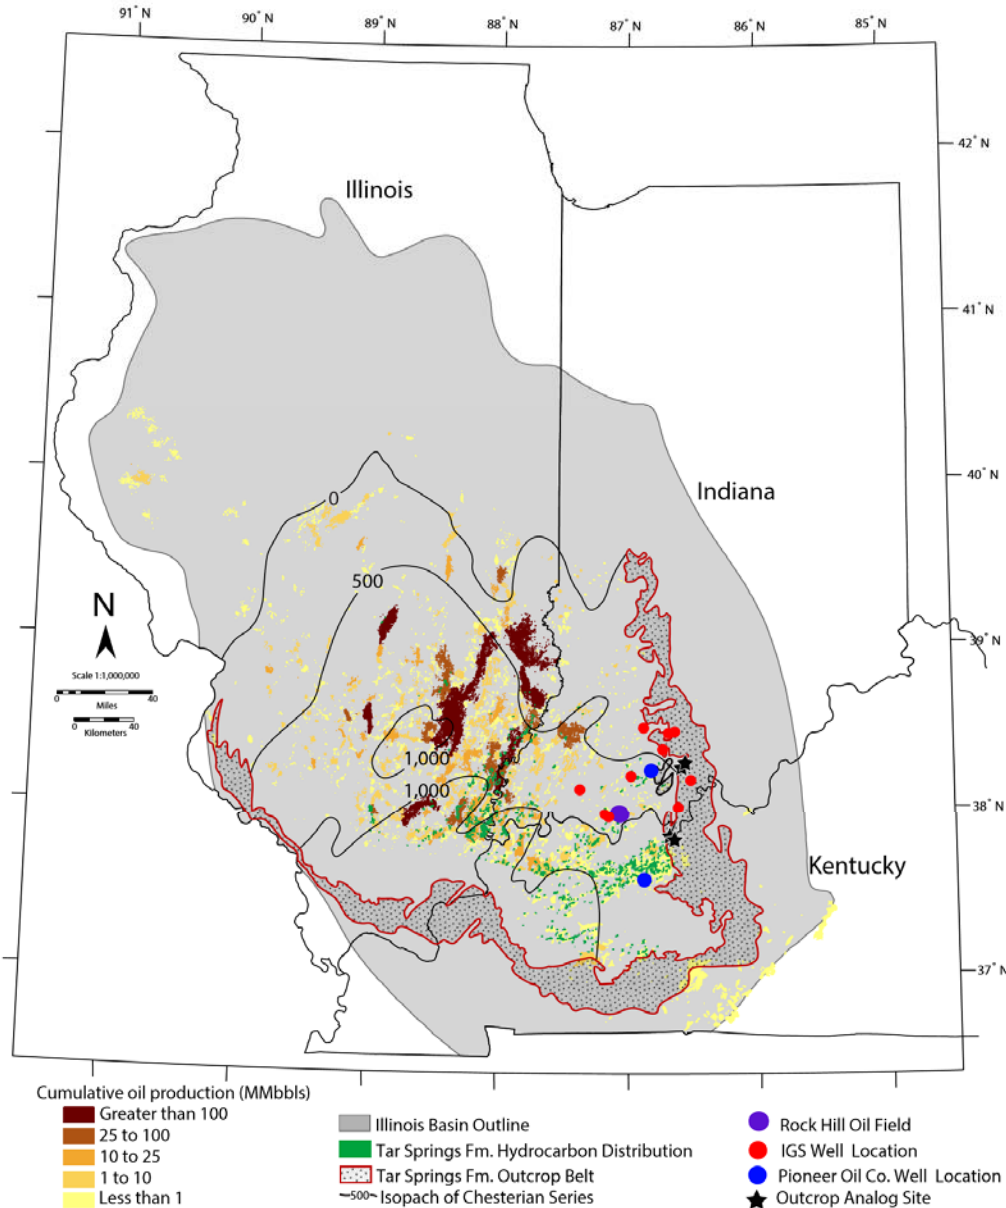 91° N
90° N
89° N
88° N
87° N
86° N
85° N
42° N
Illinois
41° N
40° N
Indiana
0
500
N
39° N
Scale 1:1,000,000
0 40
Miles
0 40
Kilometers
1,000
1,000
38° N
Kentucky
37° N
Cumulative oil production (MMbbls)
Greater than 100
25 to 100
10 to 25
1 to 10
Less than 1
Illinois Basin Outline
Tar Springs Fm. Hydrocarbon Distribution
Tar Springs Fm. Outcrop Belt
500 Isopach of Chesterian Series
Rock Hill Oil Field
IGS Well Location
Pioneer Oil Co. Well Location
Outcrop Analog Site